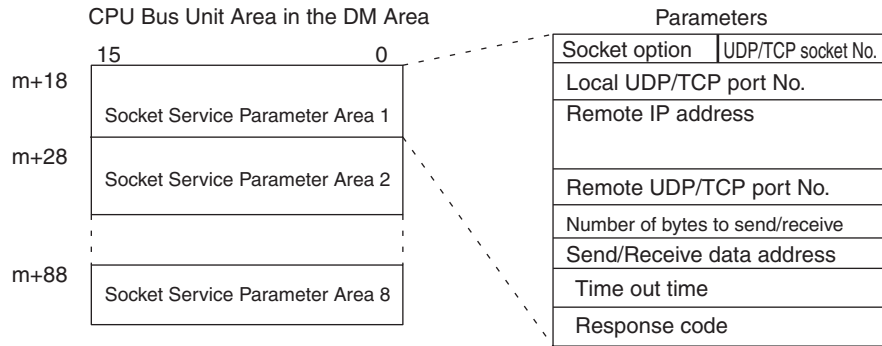 CPU Bus Unit Area in the DM Area
15 0
m+18
Socket Service Parameter Area 1
m+28
Socket Service Parameter Area 2
m+88
Socket Service Parameter Area 8
Parameters
Socket option UDP/TCP socket No.
Local UDP/TCP port No.
Remote IP address
Remote UDP/TCP port No.
Number of bytes to send/receive
Send/Receive data address
Time out time
Response code